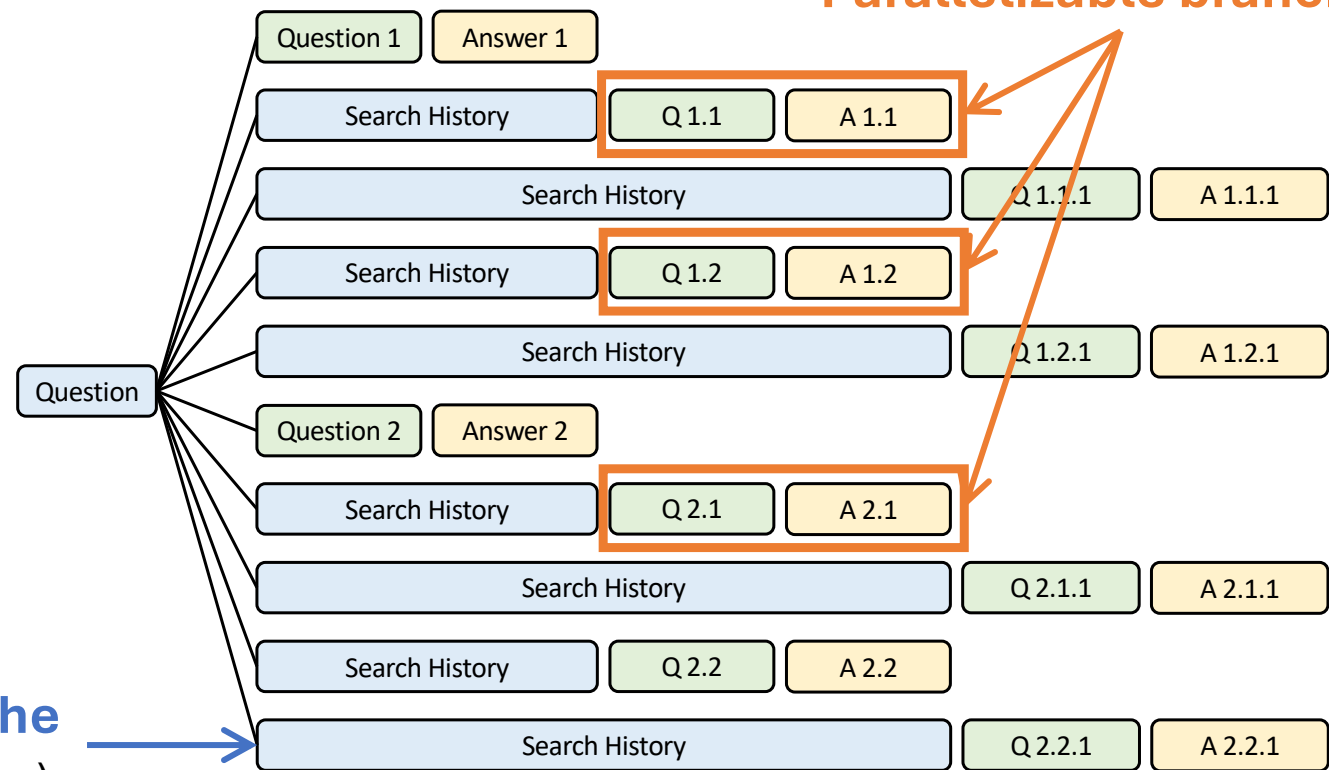 Question 1 Answer 1
Search History Q 1.1 A 1.1
Search History Q 1.1.1 A 1.1.1
Search History Q 1.2 A 1.2
Search History Q 1.2.1 A 1.2.1
Question
Question 2 Answer 2
Search History Q 2.1 A 2.1
Search History Q 2.1.1 A 2.1.1
Search History Q 2.2 A 2.2
Search History Q 2.2.1 A 2.2.1